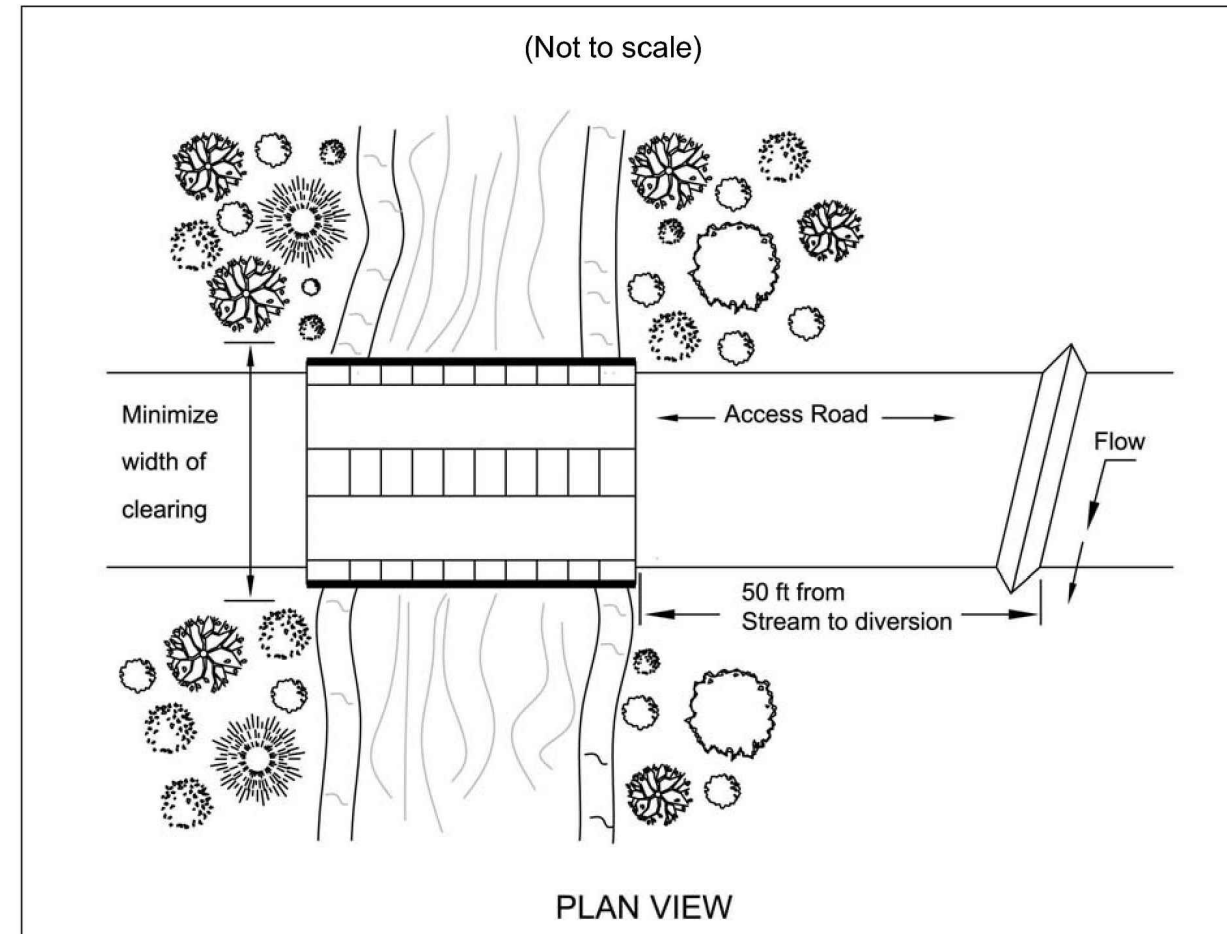 (Not to scale)
Minimize
width of
clearing
Access Road
Flow
50 ft from
Stream to diversion
PLAN VIEW